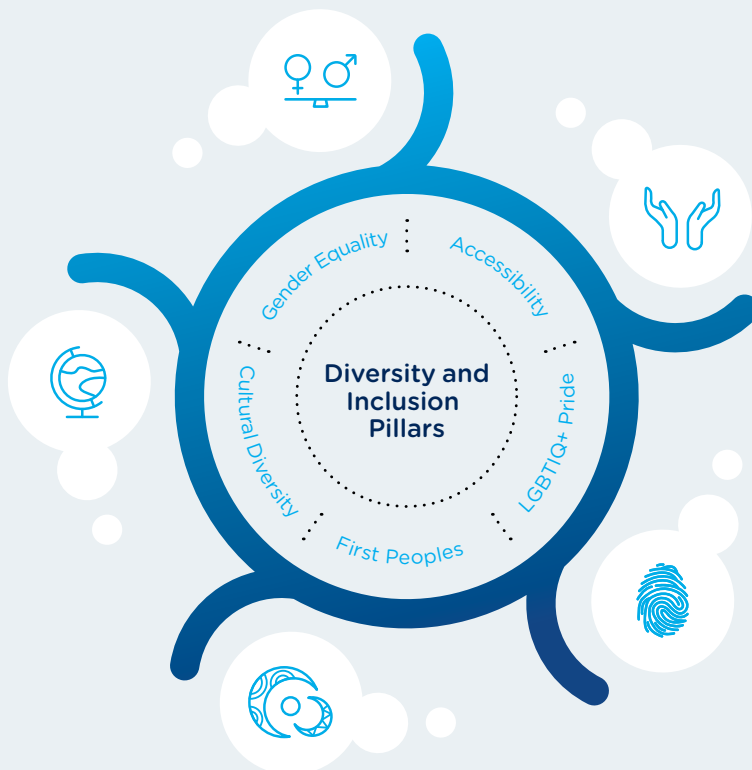 Gender Equality
Accessibility
Diversity and
Inclusion
Pillars
Cultural Diversity
LGBTIQ+ Pride
First Peoples